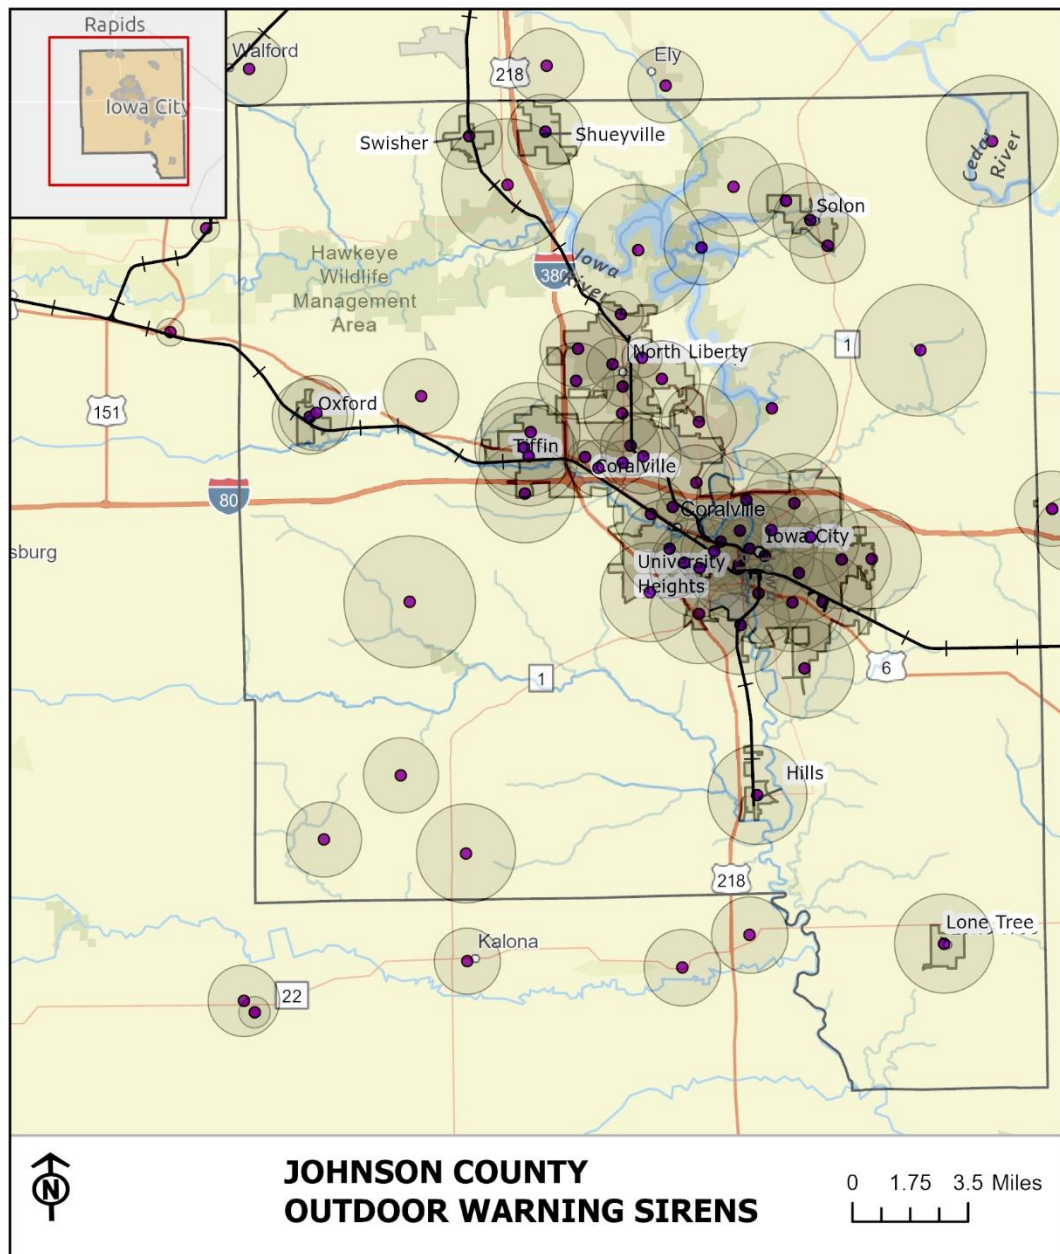 Rapids
Iowa City
Walford
218
Ely
Swisher
Shueyville
Cedar
River
Solon
Hawkeye
Wildlife
Management
Area
380
Iowa
River
1
North Liberty
151
Oxford
Tiffin
Coralville
80
Coralville
Iowa City
sburg
University
Heights
6
1
Hills
218
Lone Tree
Kalona
22
N
JOHNSON COUNTY
OUTDOOR WARNING SIRENS
0 1.75 3.5 Miles